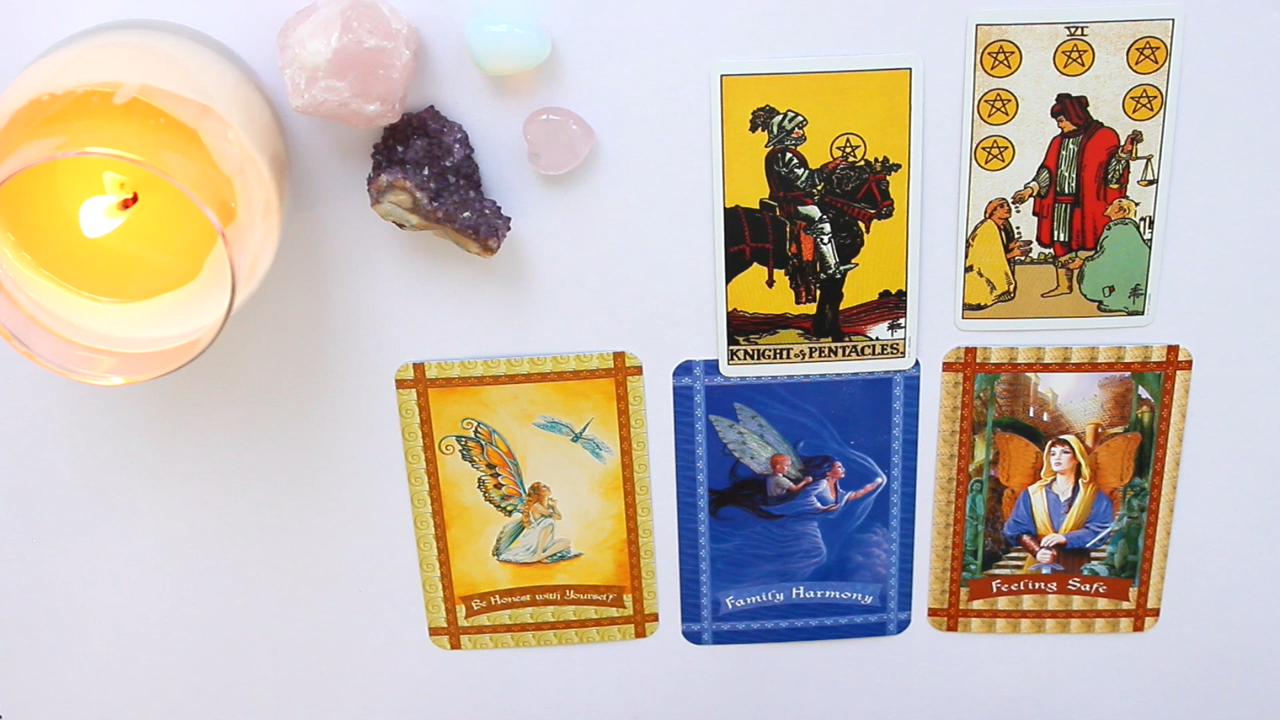 VI
KNIGHT of PENTACLES.
Be Honest with Yourself
Family Harmony
Feeling Safe